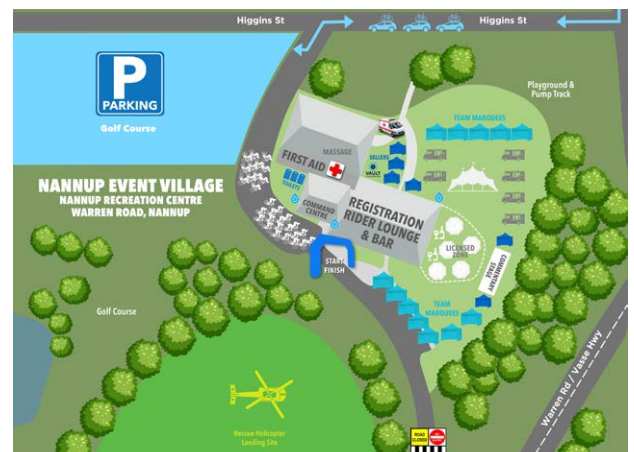 Higgins St
Higgins St
P
PARKING
Golf Course
Playground &
Pump Track
TEAM MARQUEES
MASSAGE
FIRST AID
SELLERS
VAULT
TOILETS
NANNUP EVENT VILLAGE
NANNUP RECREATION CENTRE
WARREN ROAD, NANNUP
COMMAND
CENTRE
REGISTRATION
RIDER LOUNGE
& BAR
LICENSED
ZONE
COMMENTARY
STAGE
START
FINISH
Golf Course
TEAM
MARQUEES
Warren Rd / Vasse Hwy
Rescue Helicopter
Landing Site
ROAD
CLOSED